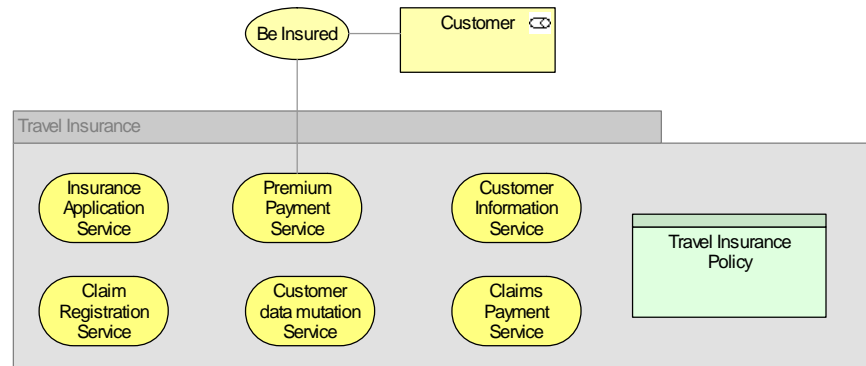 Be Insured
Customer
Travel Insurance
Insurance
Application
Service
Premium
Payment
Service
Customer
Information
Service
Travel Insurance
Policy
Claim
Registration
Service
Customer
data mutation
Service
Claims
Payment
Service